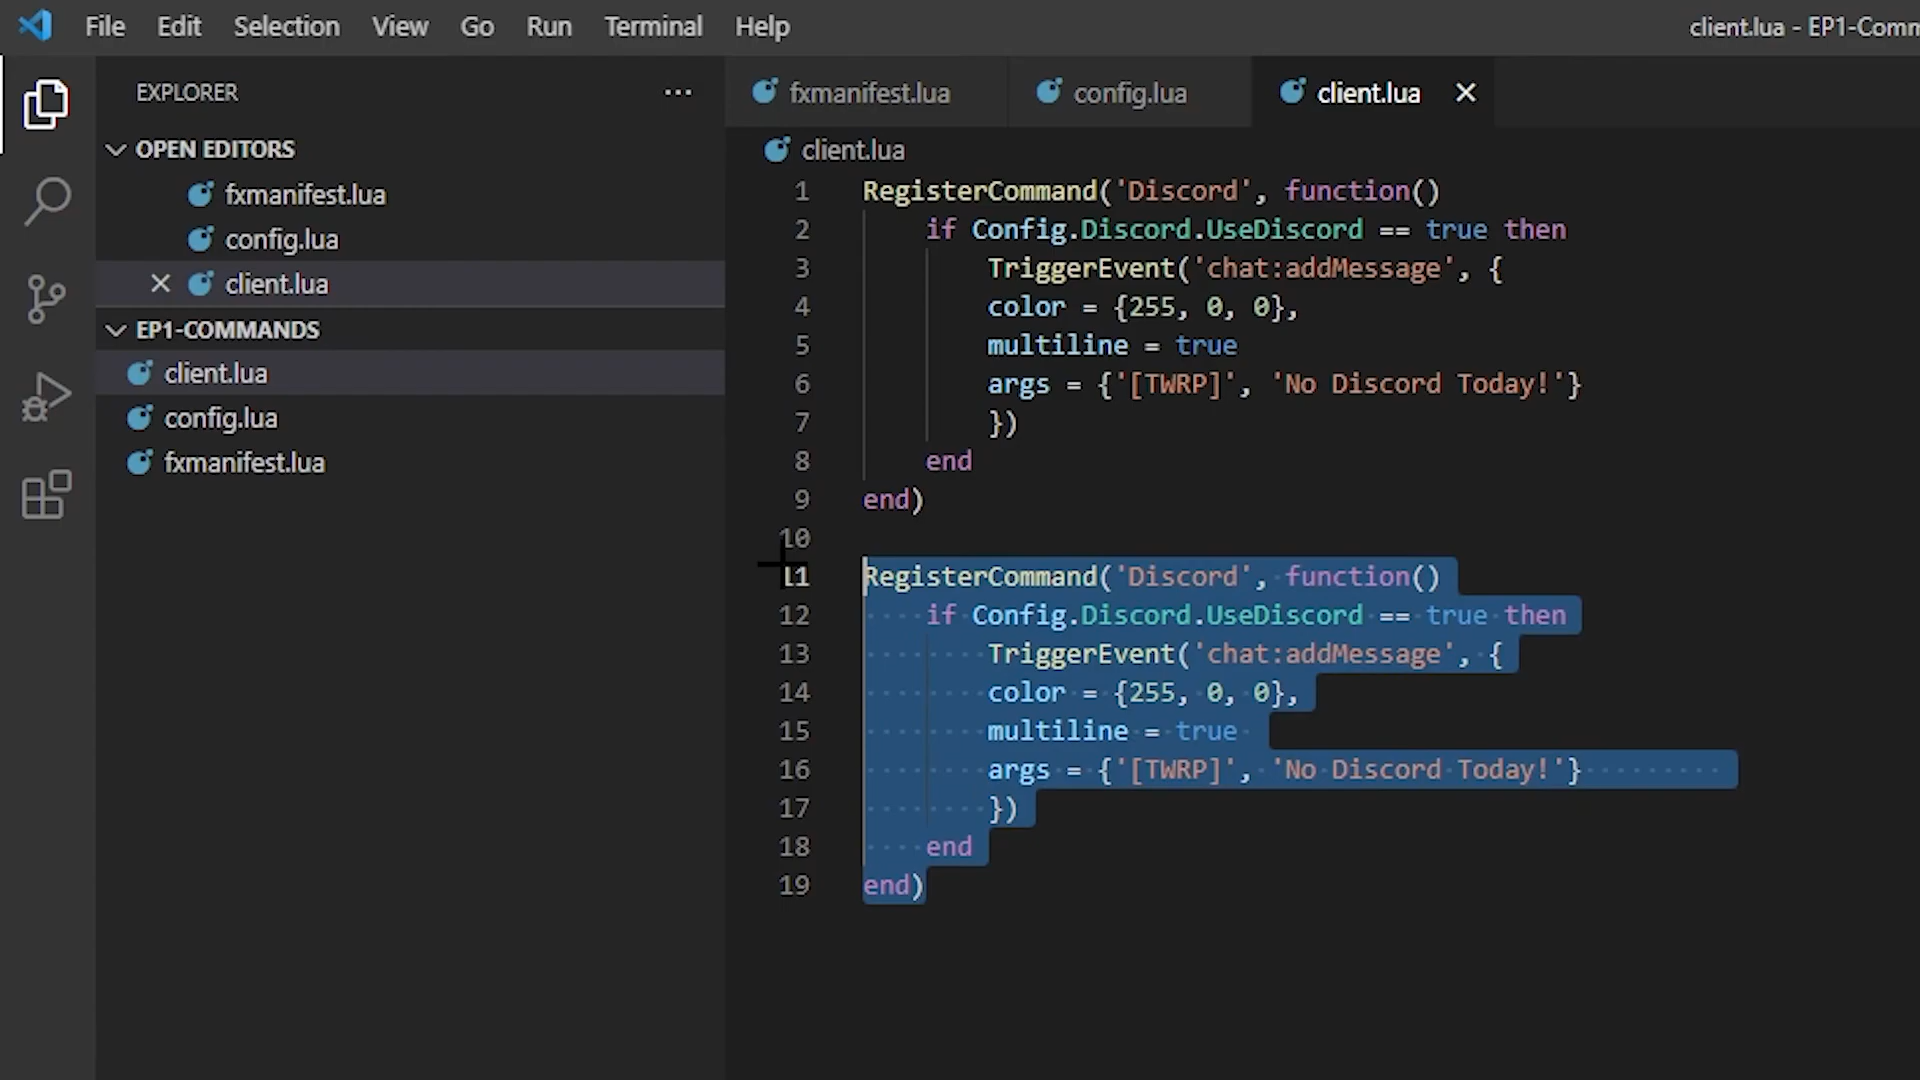 File Edit Selection View Go Run Terminal Help client.lua - EP1-Comm
EXPLORER ...
OPEN EDITORS
fxmanifest.lua
config.lua
client.lua
EP1-COMMANDS
client.lua
config.lua
fxmanifest.lua
fxmanifest.lua config.lua client.lua
client.lua
1 RegisterCommand('Discord', function()
2 if Config.Discord.UseDiscord == true then
3 TriggerEvent('chat:addMessage', {
4 color = {255, 0, 0},
5 multiline = true
6 args = {'[TWRP]', 'No Discord Today!'}
7 })
8 end
9 end)
10
11 RegisterCommand('Discord', function()
12 if Config.Discord.UseDiscord == true then
13 TriggerEvent('chat:addMessage', {
14 color = {255, 0, 0},
15 multiline = true
16 args = {'[TWRP]', 'No Discord Today!'}
17 })
18 end
19 end)